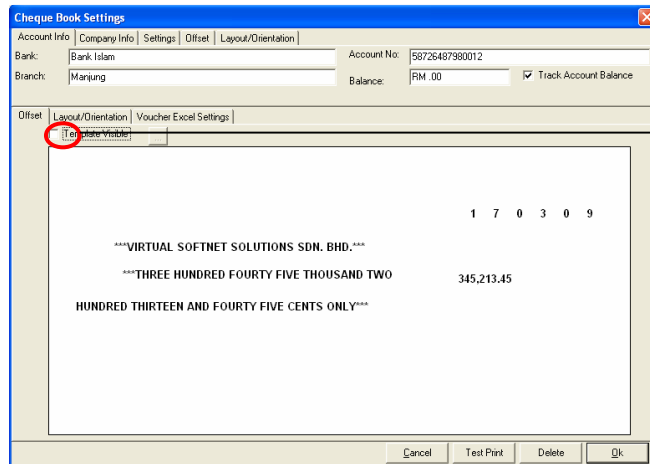 Cheque Book Settings
Account Info Company Info Settings Offset Layout/Orientation
Bank: Bank Islam Account No: 58726487980012
Branch: Manjung Balance: RM .00 Track Account Balance
Offset Layout/Orientation Voucher Excel Settings
Template Visible ...
1 7 0 3 0 9
***VIRTUAL SOFTNET SOLUTIONS SDN. BHD.***
***THREE HUNDRED FOURTY FIVE THOUSAND TWO 345,213.45
HUNDRED THIRTEEN AND FOURTY FIVE CENTS ONLY***
Cancel Test Print Delete Ok